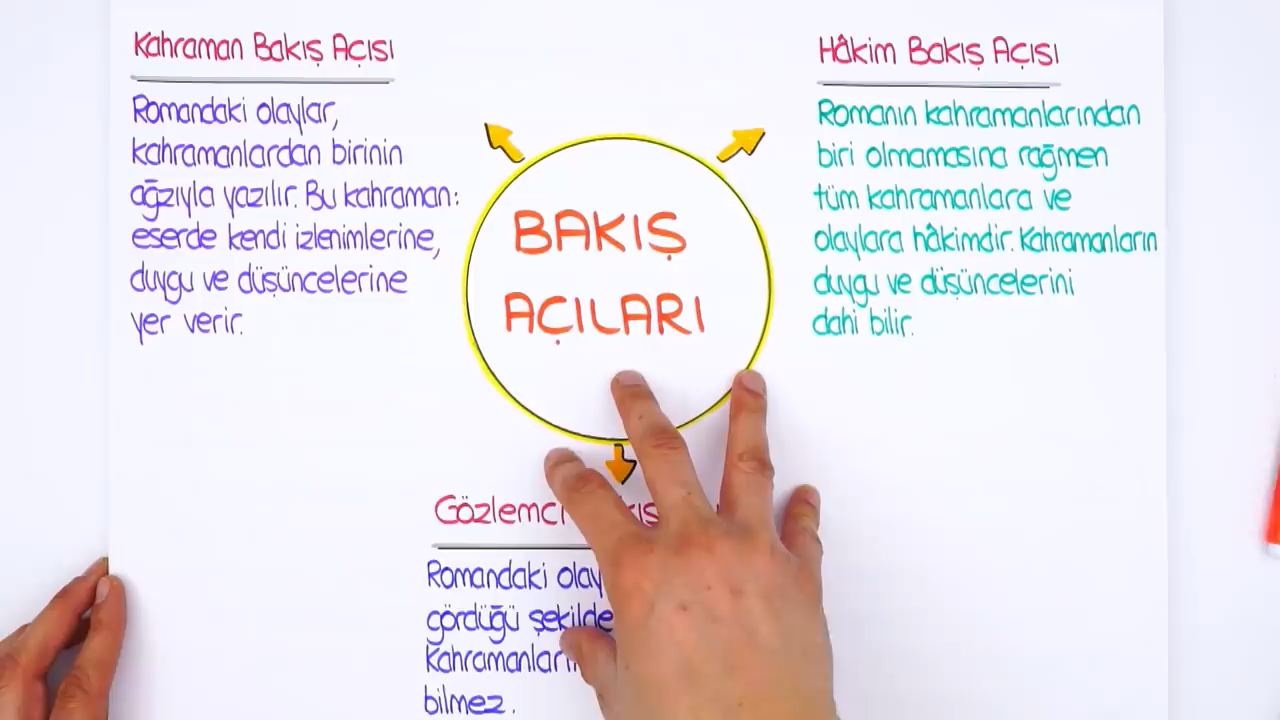 Kahraman Bakış Açısı
Romandaki olaylar,
kahramanlardan birinin
ağzıyla yazılır. Bu kahraman:
eserde kendi izlenimlerine,
duygu ve düşüncelerine
yer verir.
BAKIŞ
AÇILARI
Hâkim Bakış Açısı
Romanın kahramanlarından
biri olmamasına rağmen
tüm kahramanlara ve
olaylara hâkimdir. Kahramanların
duygu ve düşüncelerini
dahi bilir.
Gözlemci
Romandaki
gördüğü şekilde
bilmez.